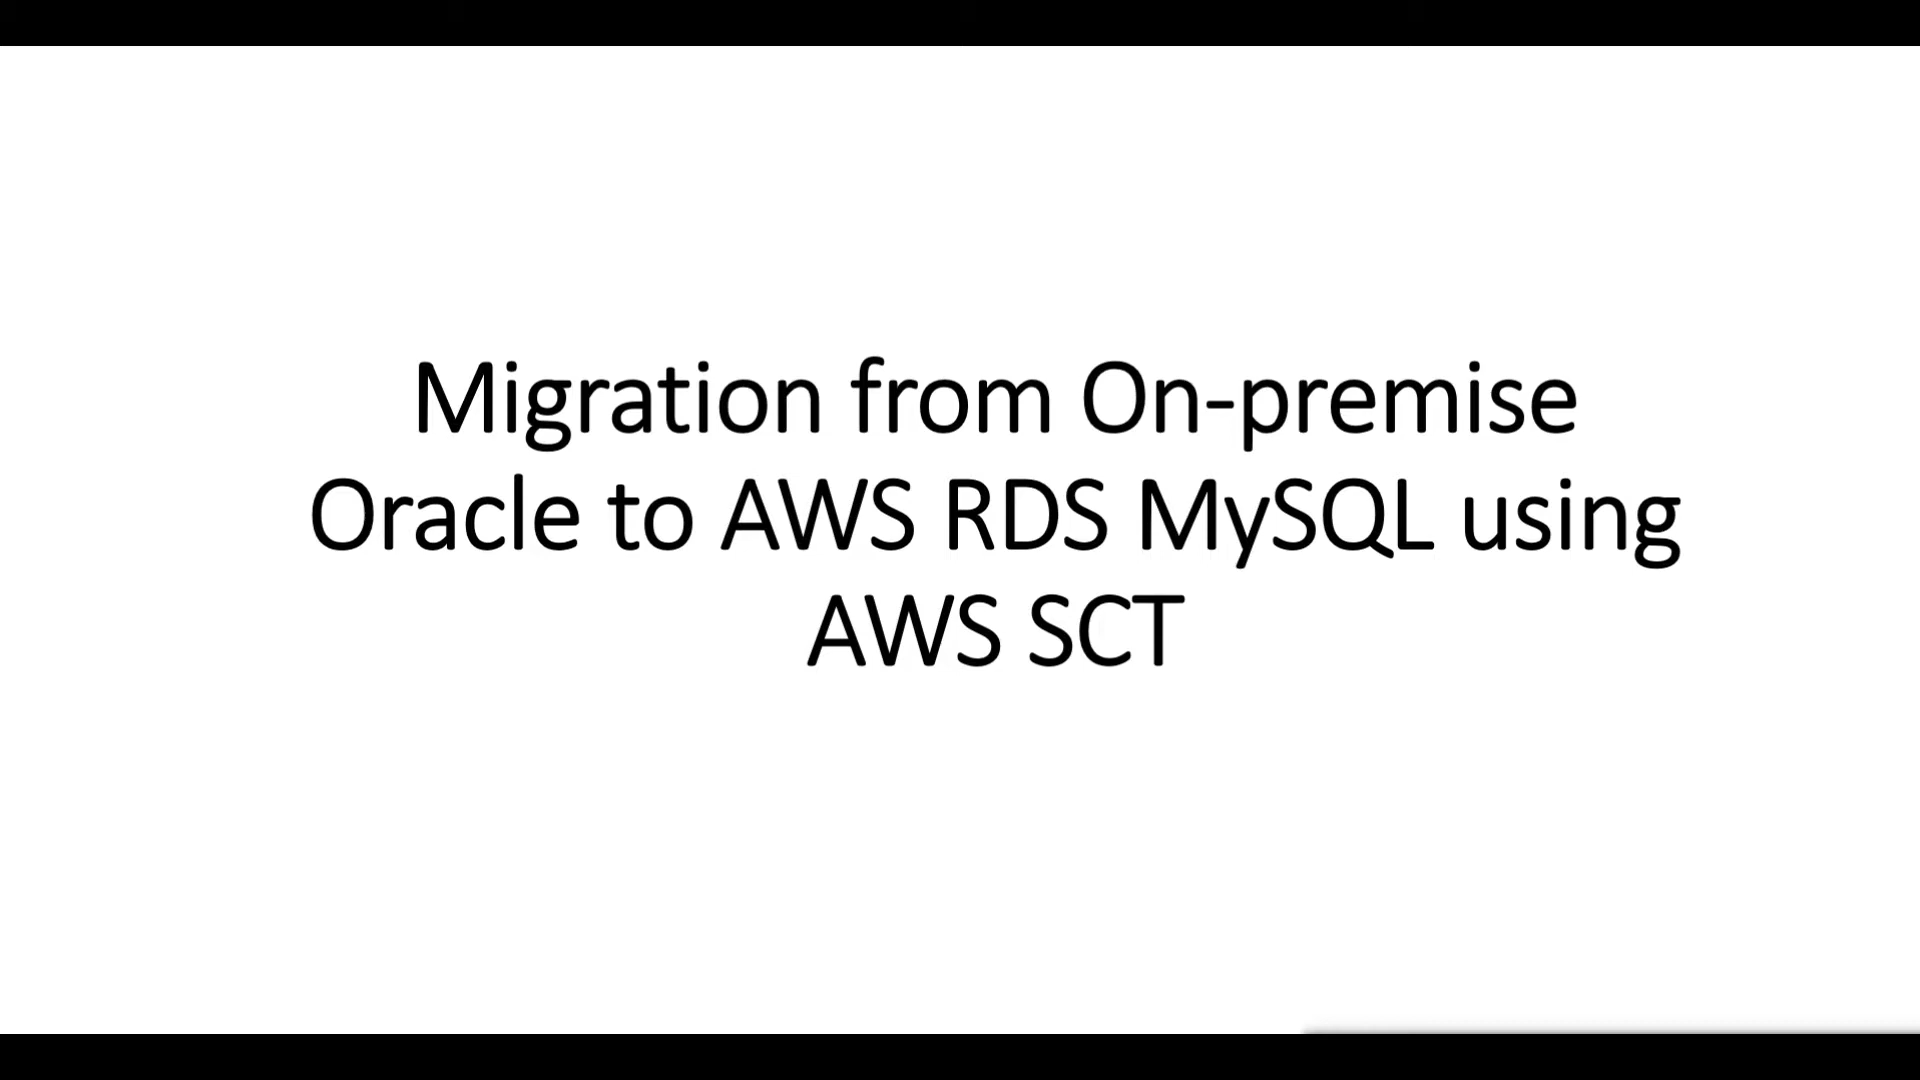 Migration from On-premise
Oracle to AWS RDS MySQL using
AWS SCT